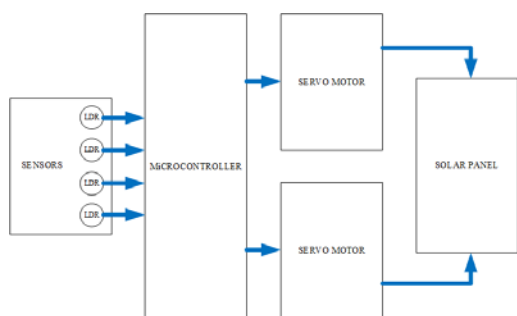 SERVO MOTOR
LDR
LDR
SENSORS
MICROCONTROLLER
SOLAR PANEL
LDR
LDR
SERVO MOTOR